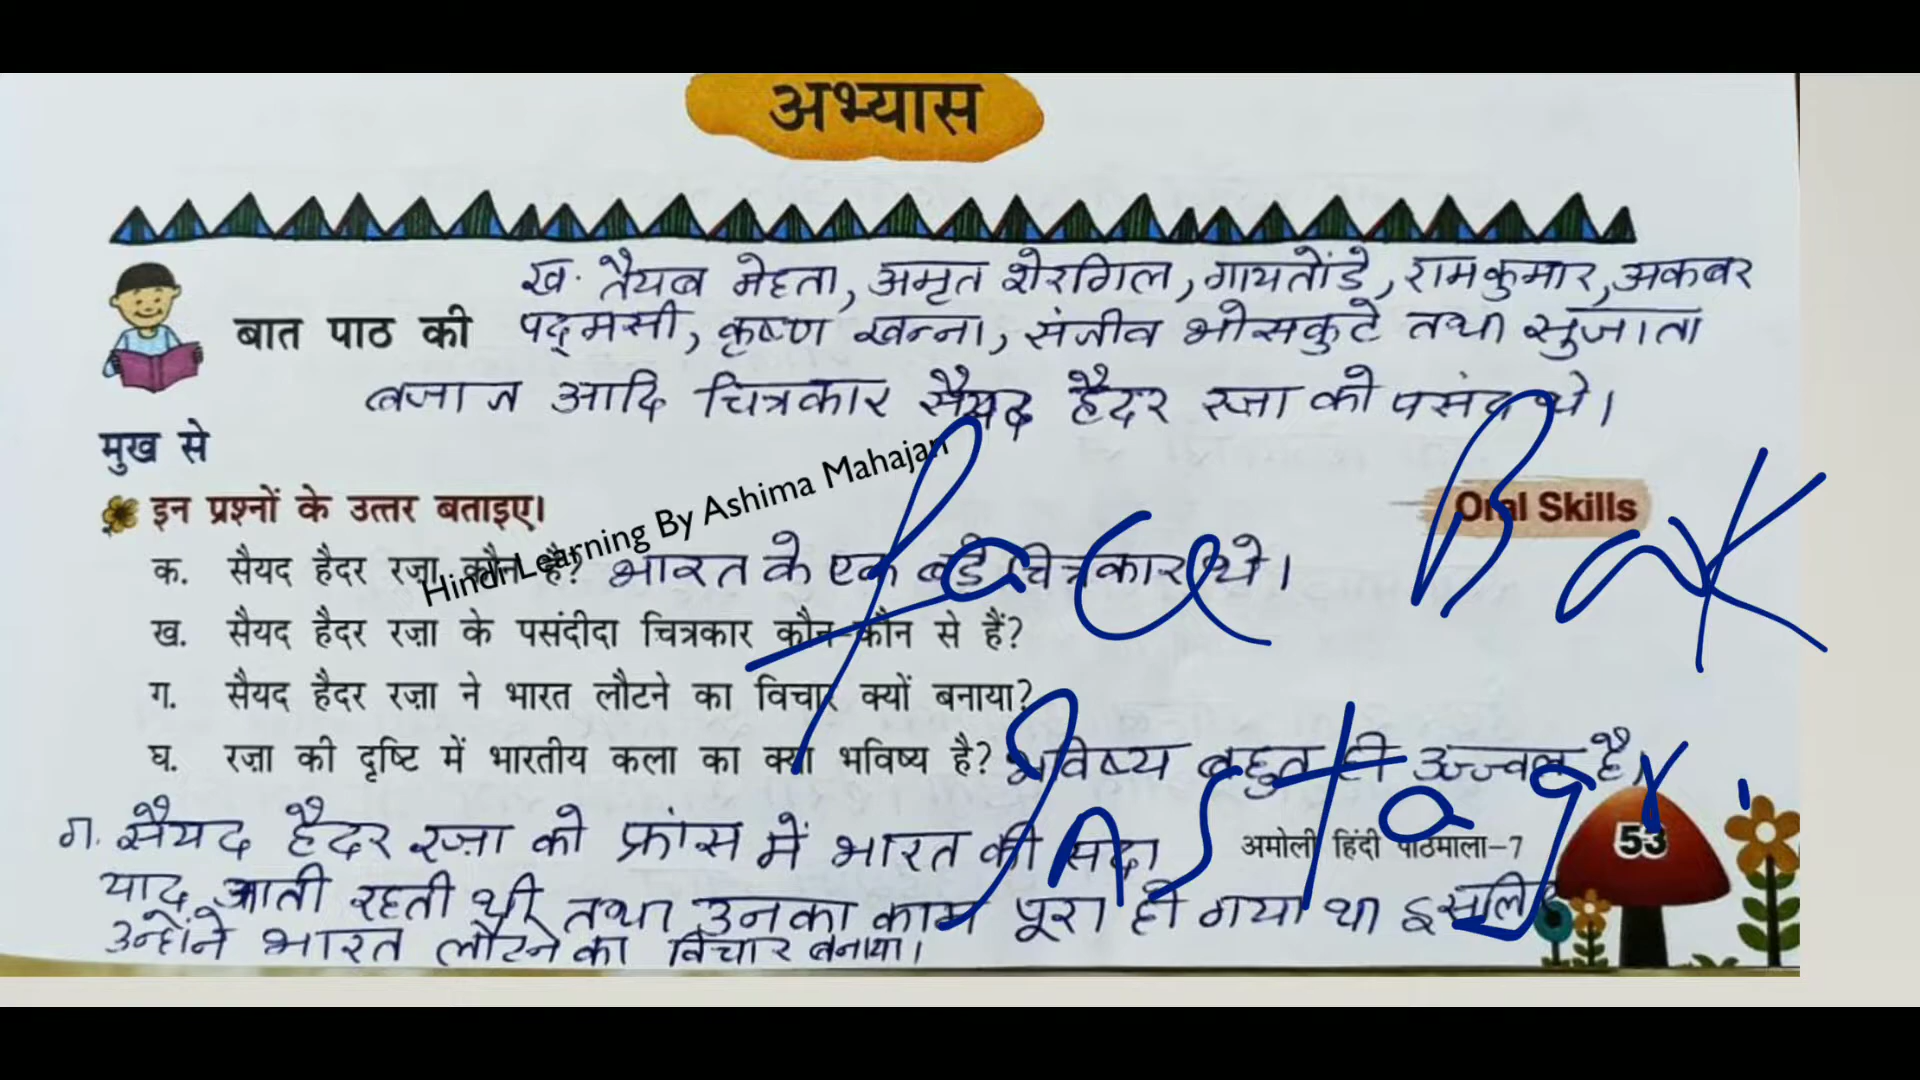 अभ्यास
ख. तैयब मेहता, अमृत शेरगिल, गायतोंडे, रामकुमार, अकबर
बात पाठ की
पद्मसी, कृष्ण खन्ना, संजीव भोसकुटे तथा सुजाता
बजाज आदि चित्रकार सैयद हैदर रज़ा को पसंद थे।
मुख से
Hindi Learning By Ashima Mahajan
इन प्रश्नों के उत्तर बताइए।
Oral Skills
क. सैयद हैदर रज़ा कौन हैं? भारत के एक बड़े चित्रकार थे।
face
ख. सैयद हैदर रज़ा के पसंदीदा चित्रकार कौन-कौन से हैं?
ग. सैयद हैदर रज़ा ने भारत लौटने का विचार क्यों बनाया?
घ. रज़ा की दृष्टि में भारतीय कला का क्या भविष्य है? भविष्य बहुत ही उज्ज्वल है।
Instagr
ग. सैयद हैदर रज़ा को फ्रांस में भारत की सदा
अमोली हिंदी पाठमाला-7
53
याद आती रहती थी तथा उनका काम पूरा हो गया था इसलिए
उन्होंने भारत लौटने का विचार बनाया।